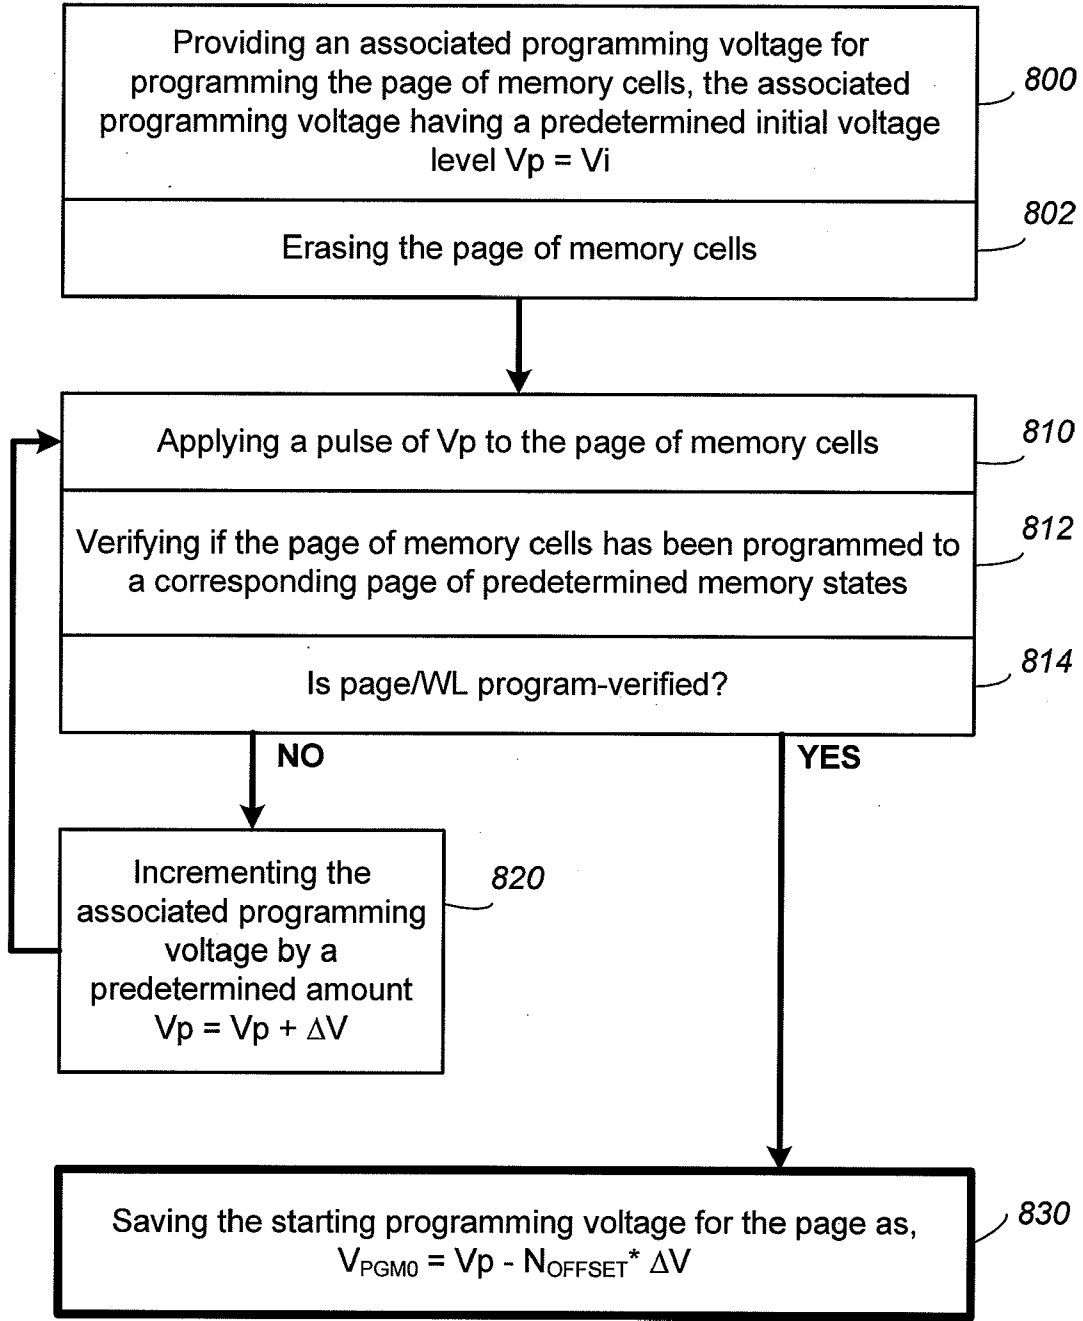 Providing an associated programming voltage for
programming the page of memory cells, the associated
programming voltage having a predetermined initial voltage
level Vp = Vi
800
Erasing the page of memory cells
802
Applying a pulse of Vp to the page of memory cells
810
Verifying if the page of memory cells has been programmed to
a corresponding page of predetermined memory states
812
Is page/WL program-verified?
814
NO
YES
Incrementing the
associated programming
voltage by a
predetermined amount
Vp = Vp + ΔV
820
Saving the starting programming voltage for the page as,
V_PGM0 = Vp - N_OFFSET* ΔV
830